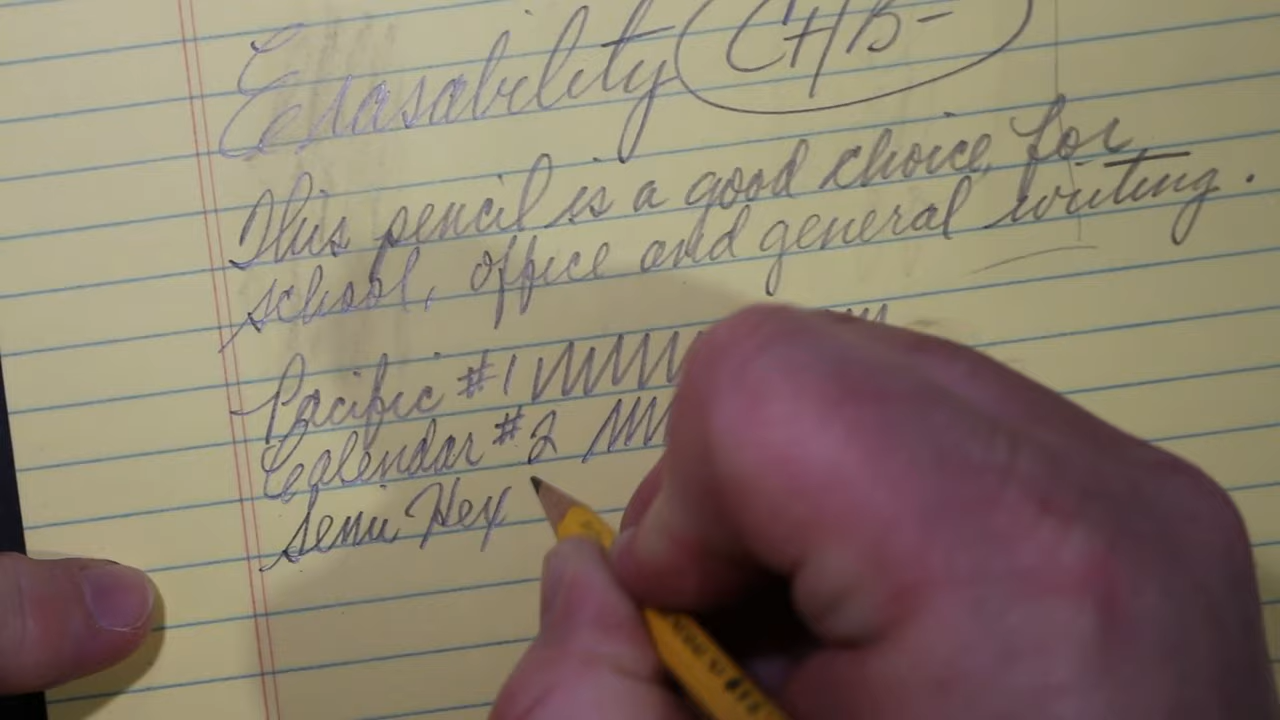 Erasability CHB-
This pencil is a good choice for
school, office and general writing.
Pacific #1
Calendar #2
Semi Hex